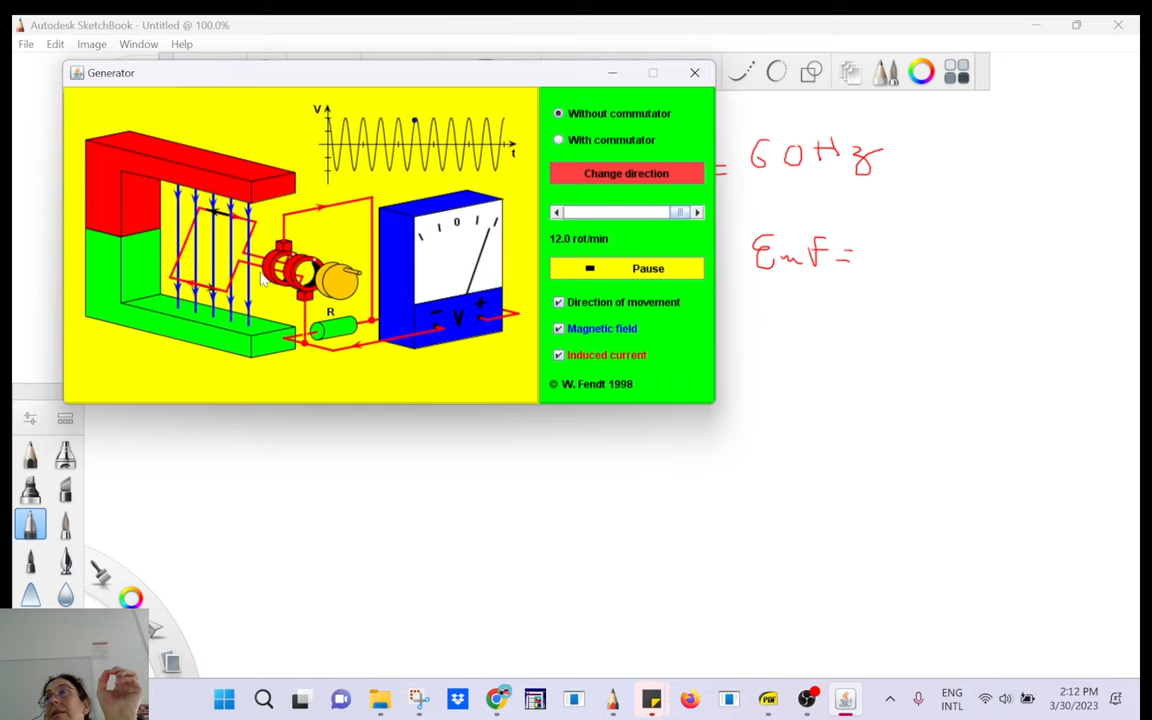 Autodesk SketchBook - Untitled @ 100.0%
File Edit Image Window Help
Generator
V
t
R
1 0 1
- V +
Without commutator
With commutator
Change direction
12.0 rot/min
Pause
Direction of movement
Magnetic field
Induced current
© W. Fendt 1998
= 60Hz
Emf =
ENG
INTL
2:12 PM
3/30/2023